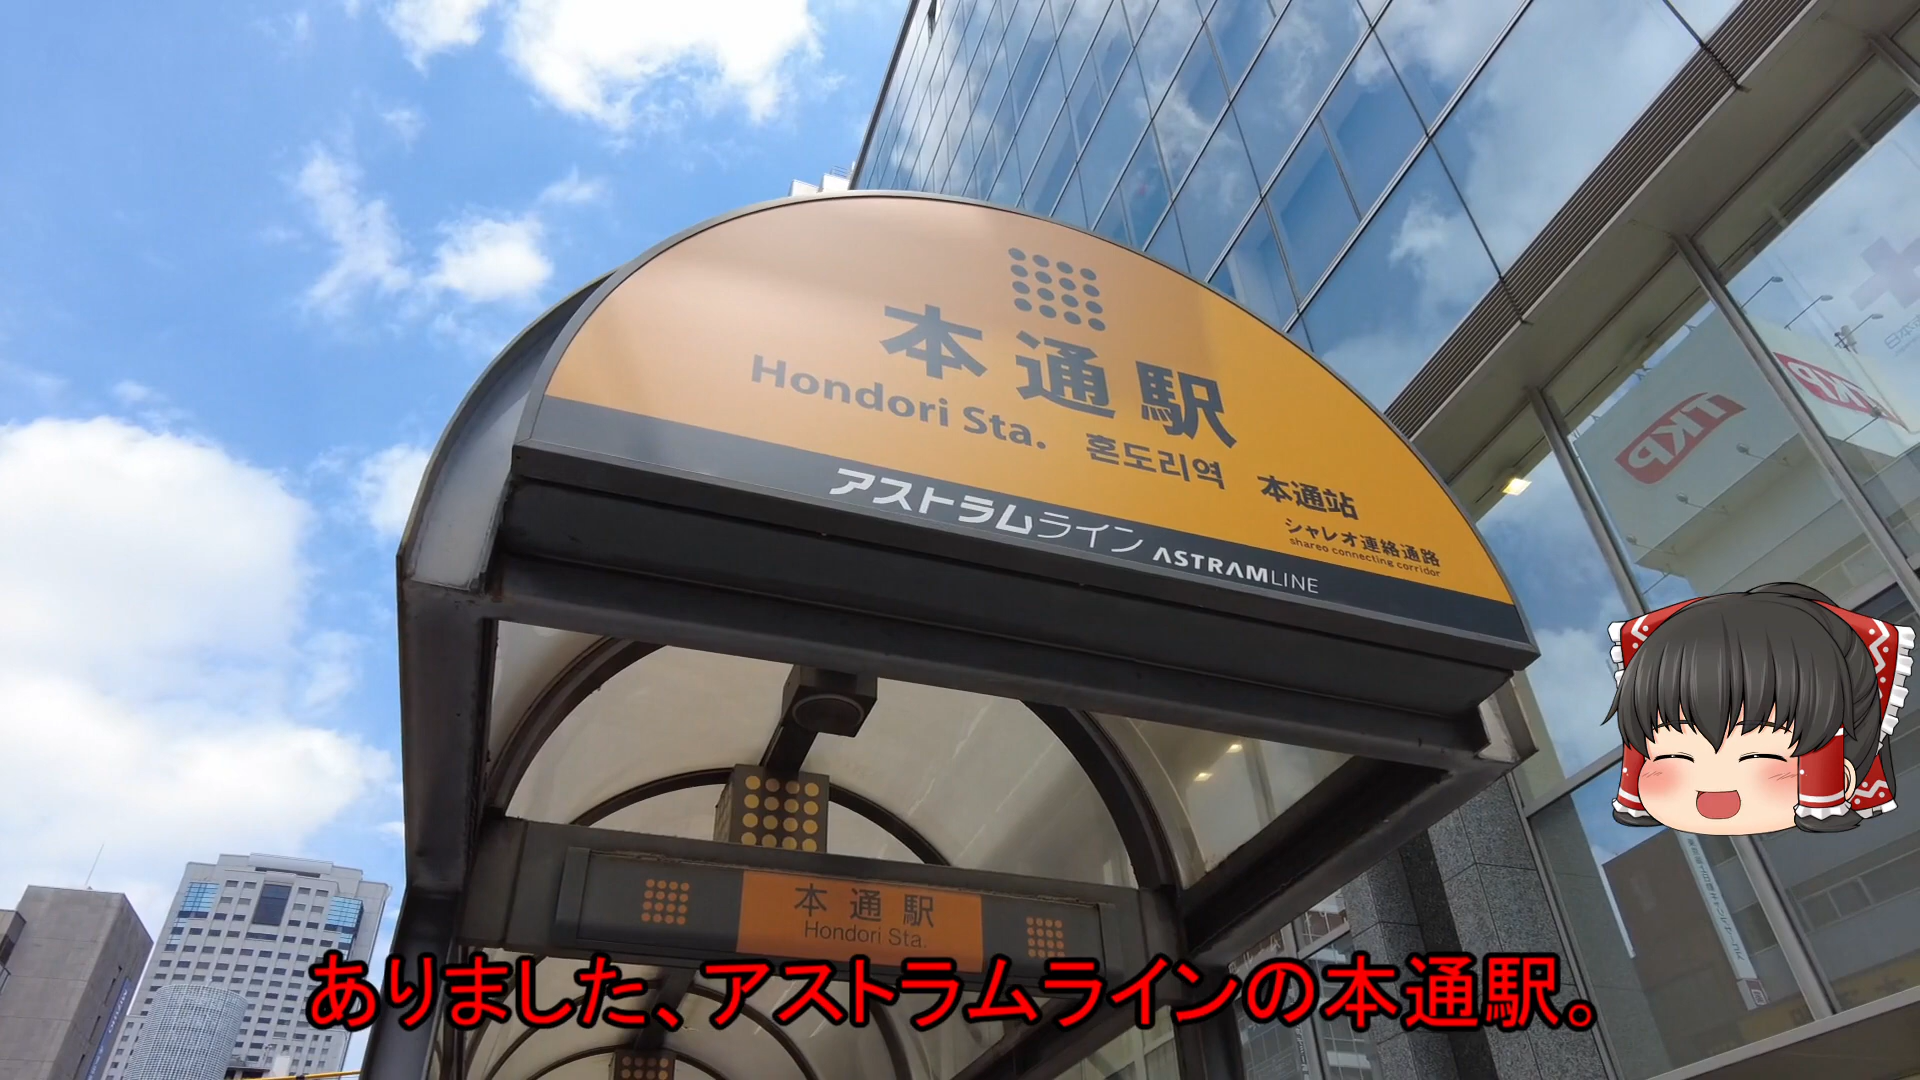 本通駅
Hondori Sta. 혼도리역 本通站
シャレオ連絡通路
shareo connecting corridor
アストラムライン ASTRAMLINE
TKP
TKP
本通駅
Hondori Sta.
ありました、アストラムラインの本通駅。